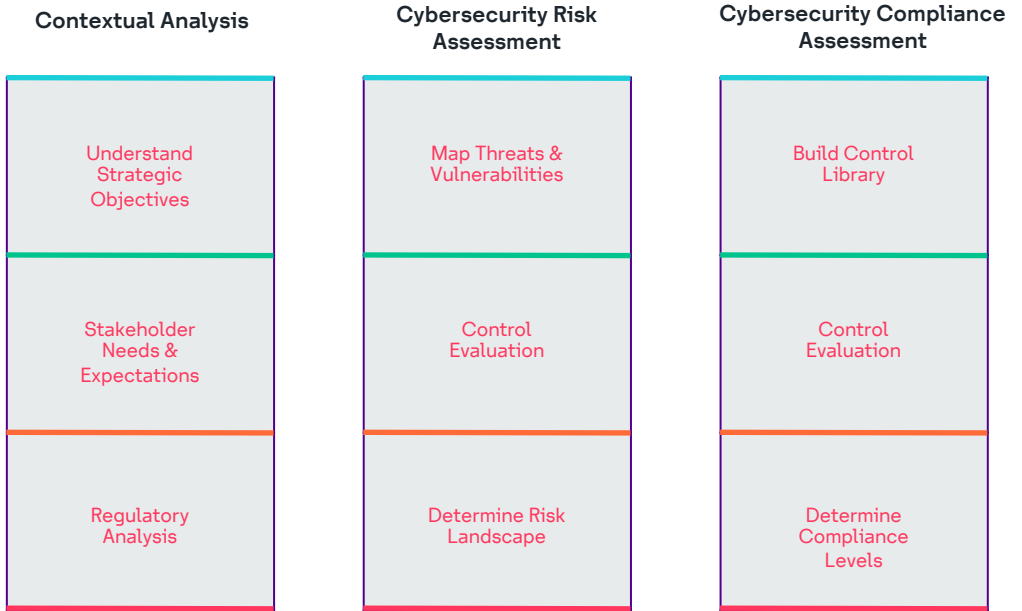 Contextual Analysis
Cybersecurity Risk
Assessment
Cybersecurity Compliance
Assessment
Understand
Strategic
Objectives
Map Threats &
Vulnerabilities
Build Control
Library
Stakeholder
Needs &
Expectations
Control
Evaluation
Control
Evaluation
Regulatory
Analysis
Determine Risk
Landscape
Determine
Compliance
Levels